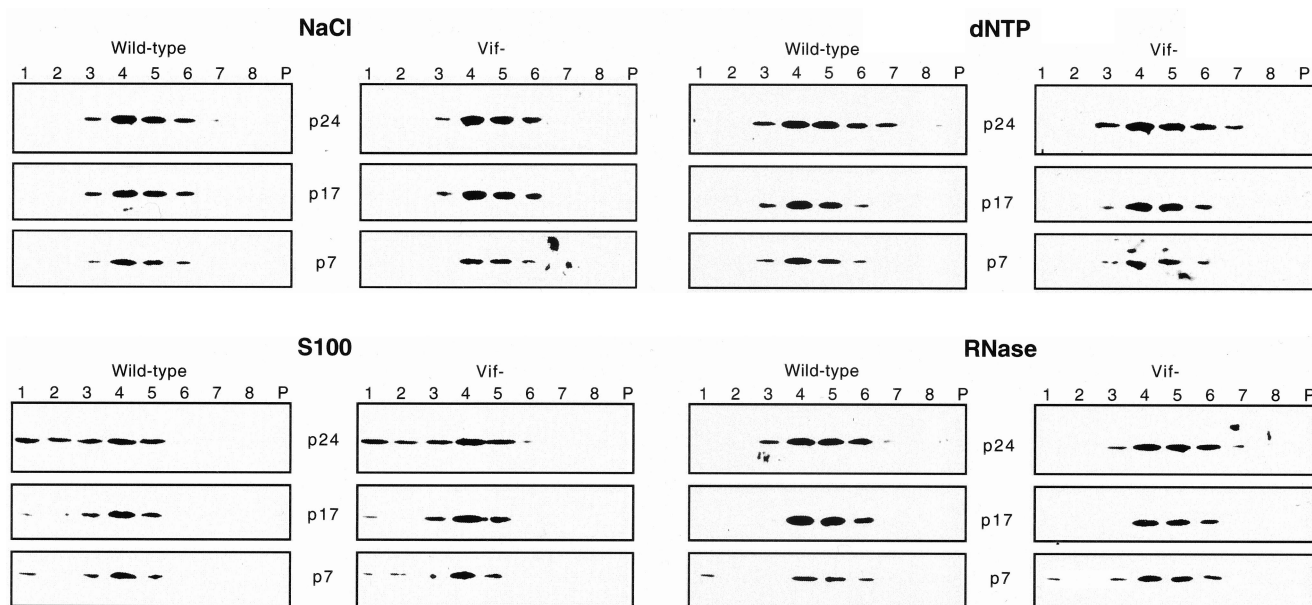 NaCl dNTP
Wild-type Vif- Wild-type Vif-
1 2 3 4 5 6 7 8 P 1 2 3 4 5 6 7 8 P 1 2 3 4 5 6 7 8 P 1 2 3 4 5 6 7 8 P
p24 p24
p17 p17
p7 p7
S100 RNase
Wild-type Vif- Wild-type Vif-
1 2 3 4 5 6 7 8 P 1 2 3 4 5 6 7 8 P 1 2 3 4 5 6 7 8 P 1 2 3 4 5 6 7 8 P
p24 p24
p17 p17
p7 p7